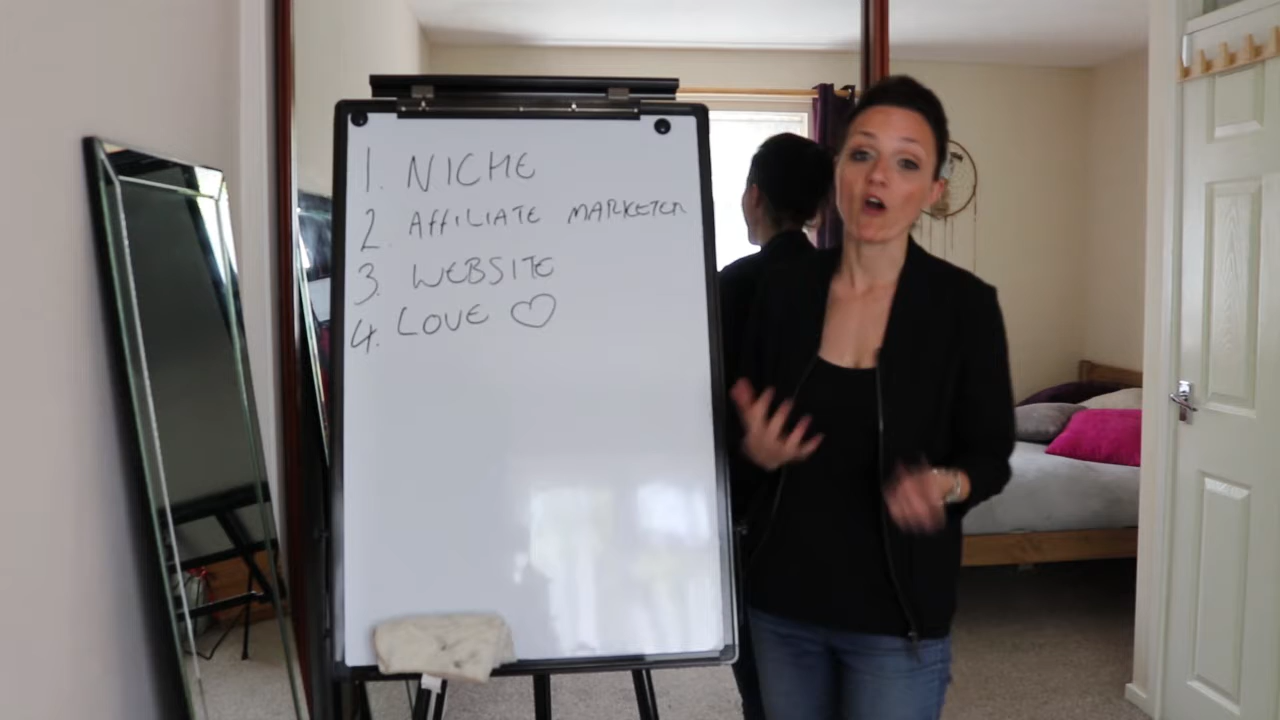 1. NICHE
2. AFFILIATE MARKETER
3. WEBSITE
4. LOVE ♡